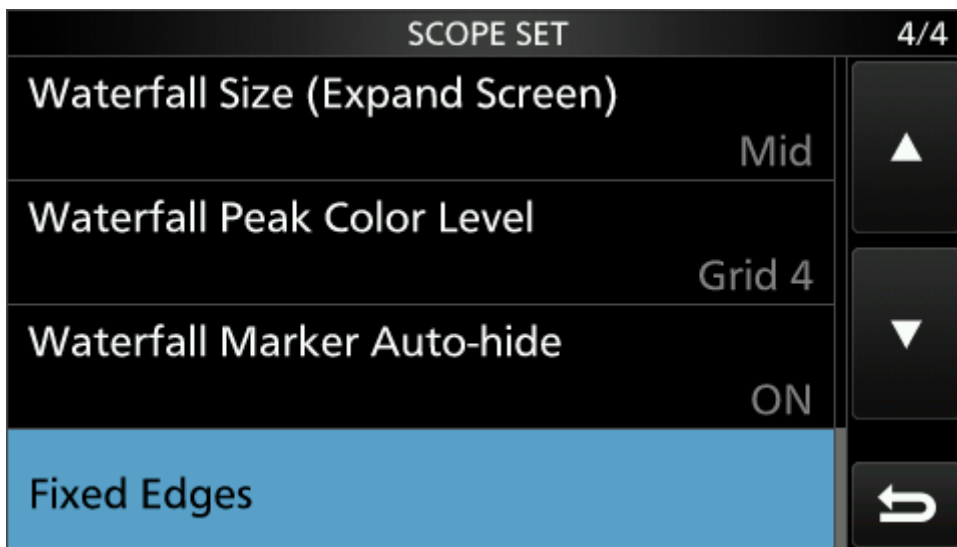 SCOPE SET 4/4
Waterfall Size (Expand Screen)
Mid
Waterfall Peak Color Level
Grid 4
Waterfall Marker Auto-hide
ON
Fixed Edges